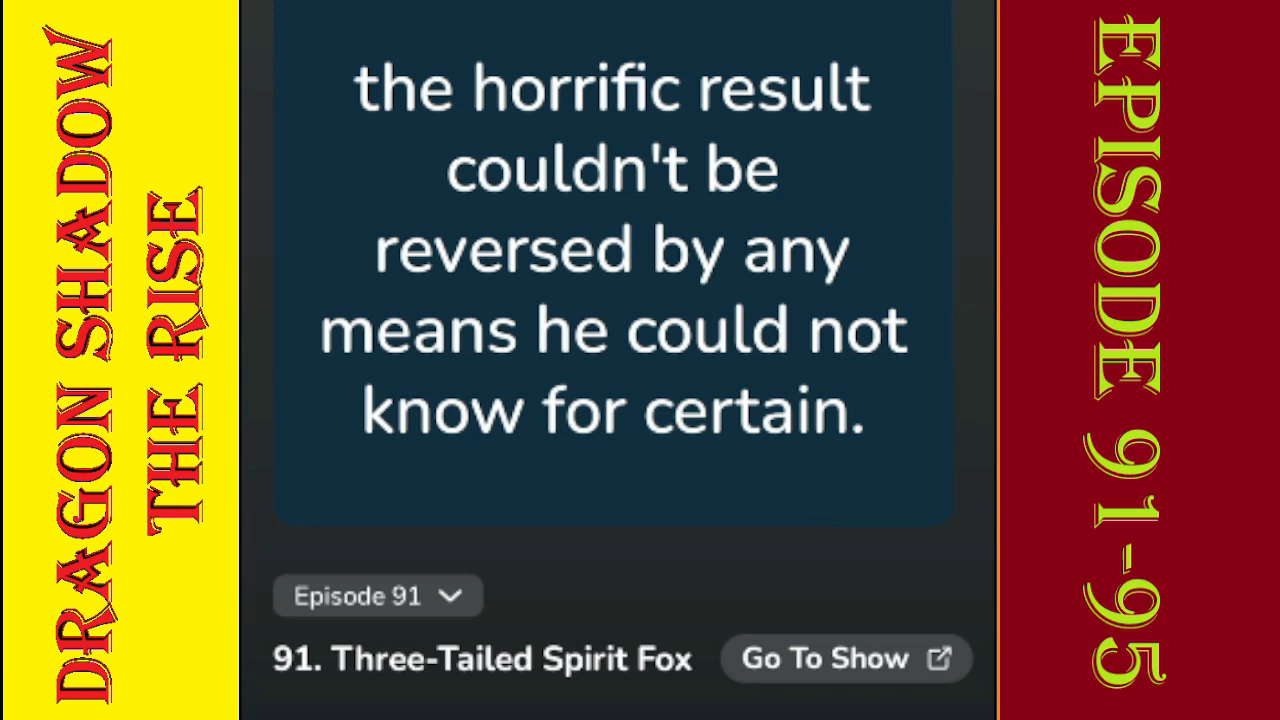 DRAGON SHADOW
THE RISE
the horrific result
couldn't be
reversed by any
means he could not
know for certain.
Episode 91
91. Three-Tailed Spirit Fox
Go To Show
EPISODE 91-95